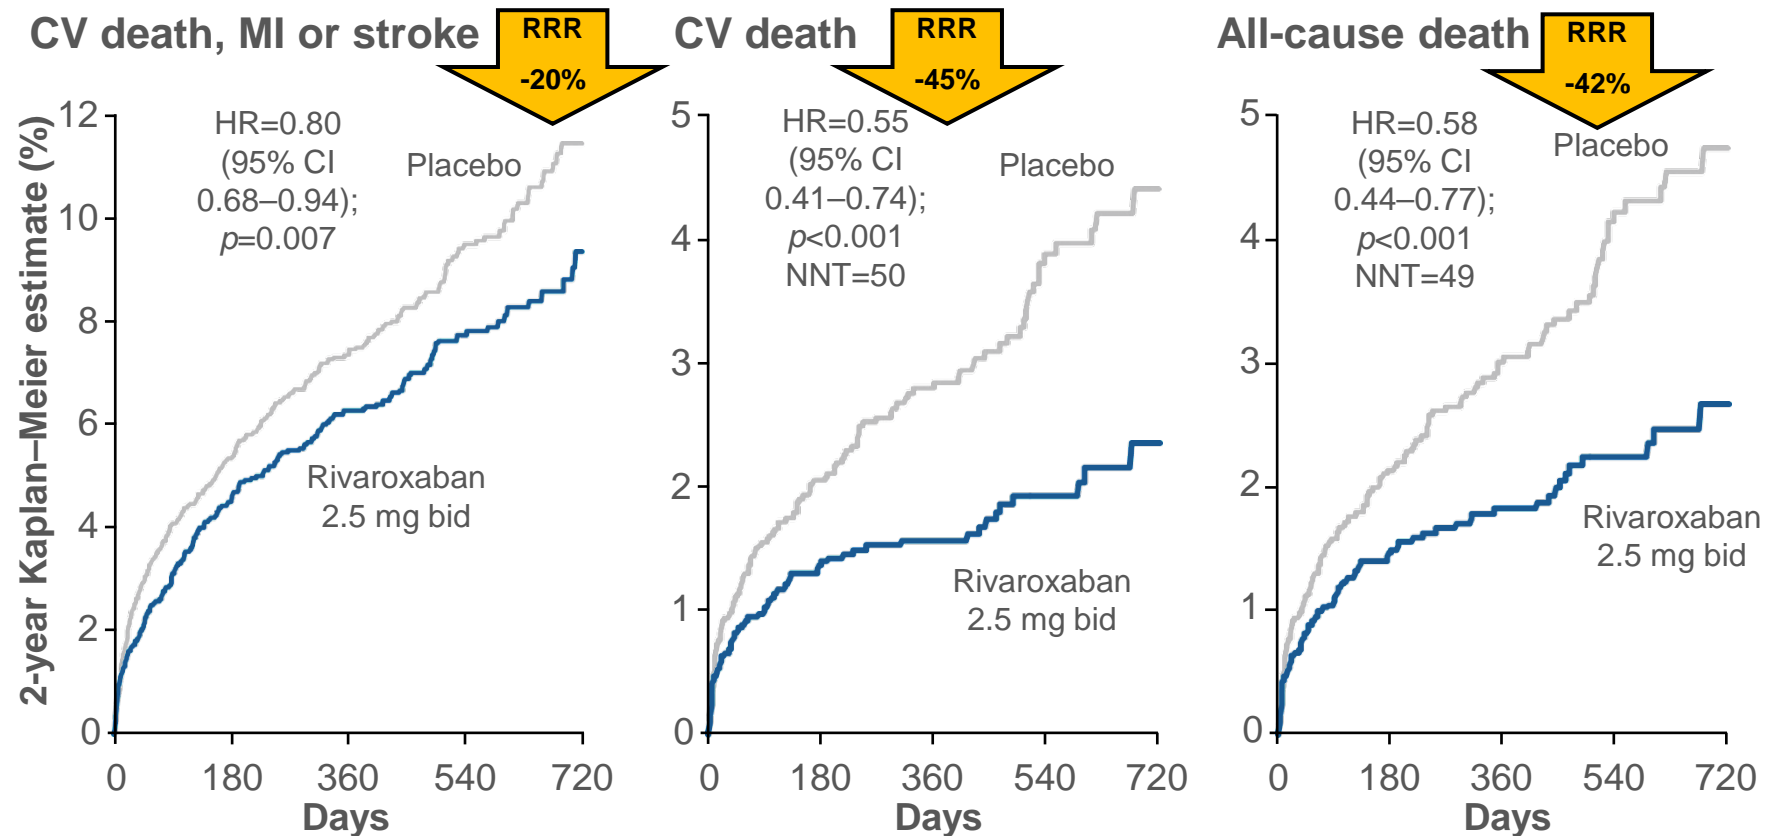 CV death, MI or stroke
RRR
-20%
2-year Kaplan–Meier estimate (%)
12
10
8
6
4
2
0
HR=0.80
(95% CI
0.68–0.94);
p=0.007
Placebo
Rivaroxaban
2.5 mg bid
0 180 360 540 720
Days
CV death
RRR
-45%
5
4
3
2
1
0
HR=0.55
(95% CI
0.41–0.74);
p<0.001
NNT=50
Placebo
Rivaroxaban
2.5 mg bid
0 180 360 540 720
Days
All-cause death
RRR
-42%
5
4
3
2
1
0
HR=0.58
(95% CI
0.44–0.77);
p<0.001
NNT=49
Placebo
Rivaroxaban
2.5 mg bid
0 180 360 540 720
Days